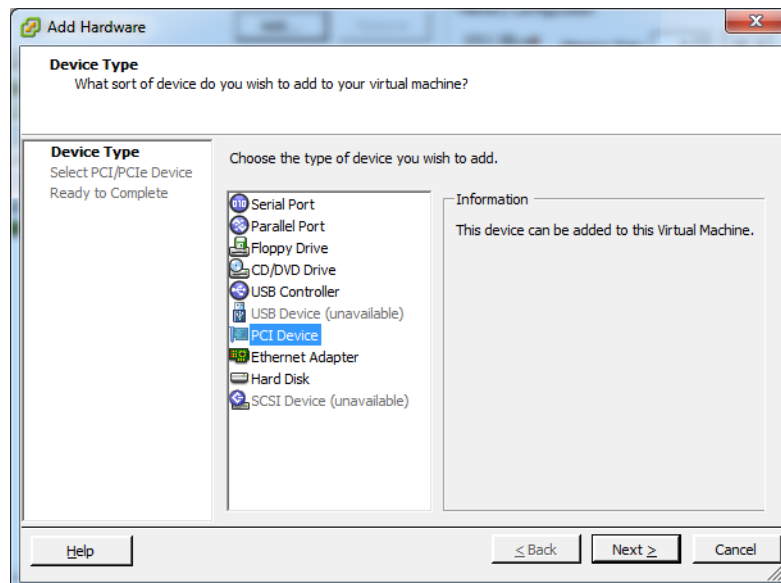 Add Hardware
Device Type
What sort of device do you wish to add to your virtual machine?
Device Type
Select PCI/PCIe Device
Ready to Complete
Choose the type of device you wish to add.
Serial Port
Parallel Port
Floppy Drive
CD/DVD Drive
USB Controller
USB Device (unavailable)
PCI Device
Ethernet Adapter
Hard Disk
SCSI Device (unavailable)
Information
This device can be added to this Virtual Machine.
Help
< Back
Next >
Cancel